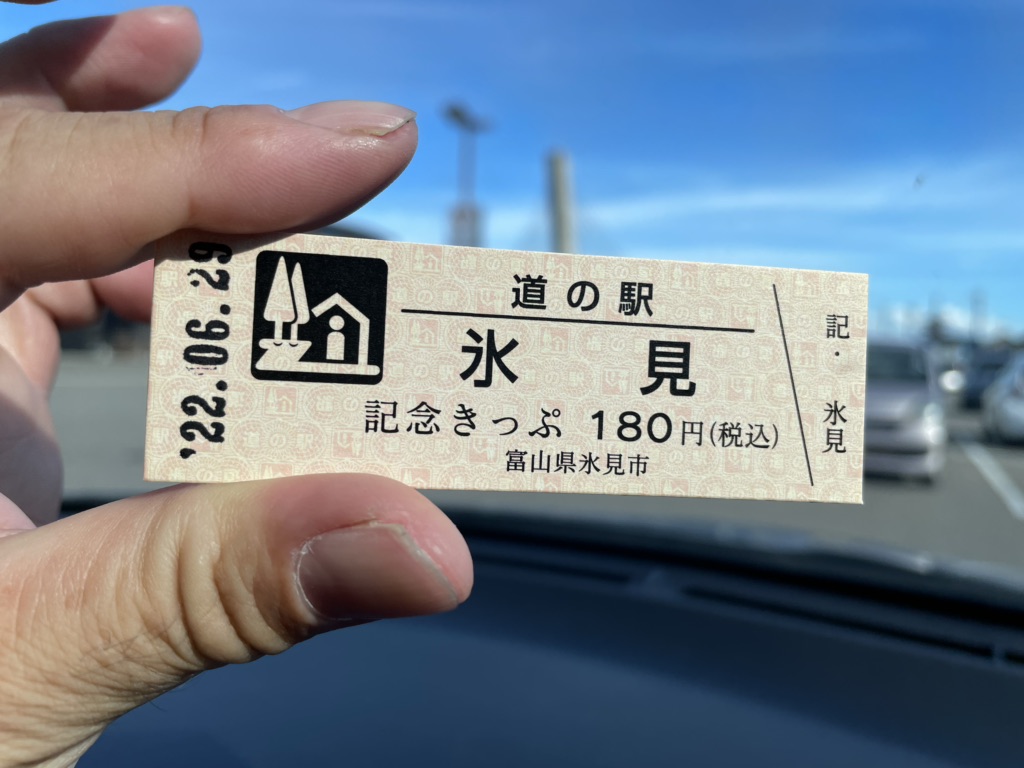 '22.06.29
道の駅
氷見
記念きっぷ 180円(税込)
富山県氷見市
記・氷見